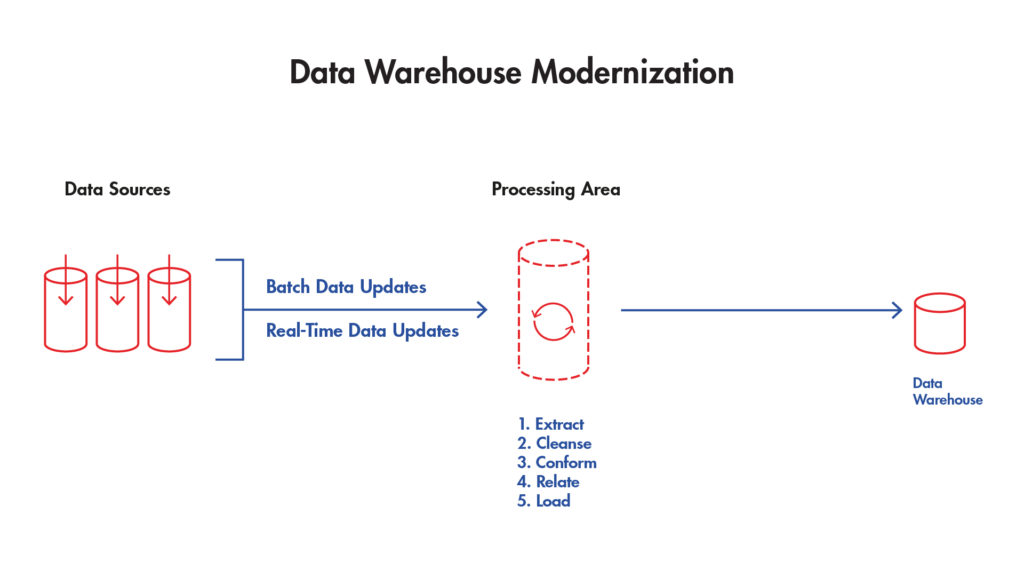 Data Warehouse Modernization
Data Sources
Processing Area
Batch Data Updates
Real-Time Data Updates
Data
Warehouse
1. Extract
2. Cleanse
3. Conform
4. Relate
5. Load